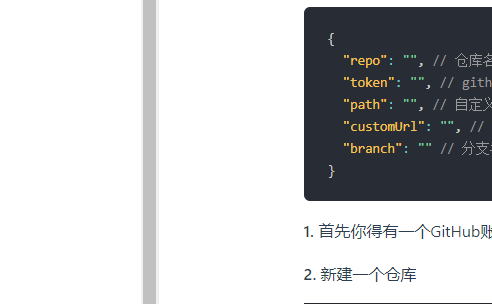 {
"repo": "", // 仓库名
"token": "", // gith
"path": "", // 自定义
"customUrl": "", //
"branch": "" // 分支
}
1. 首先你得有一个GitHub账
2. 新建一个仓库